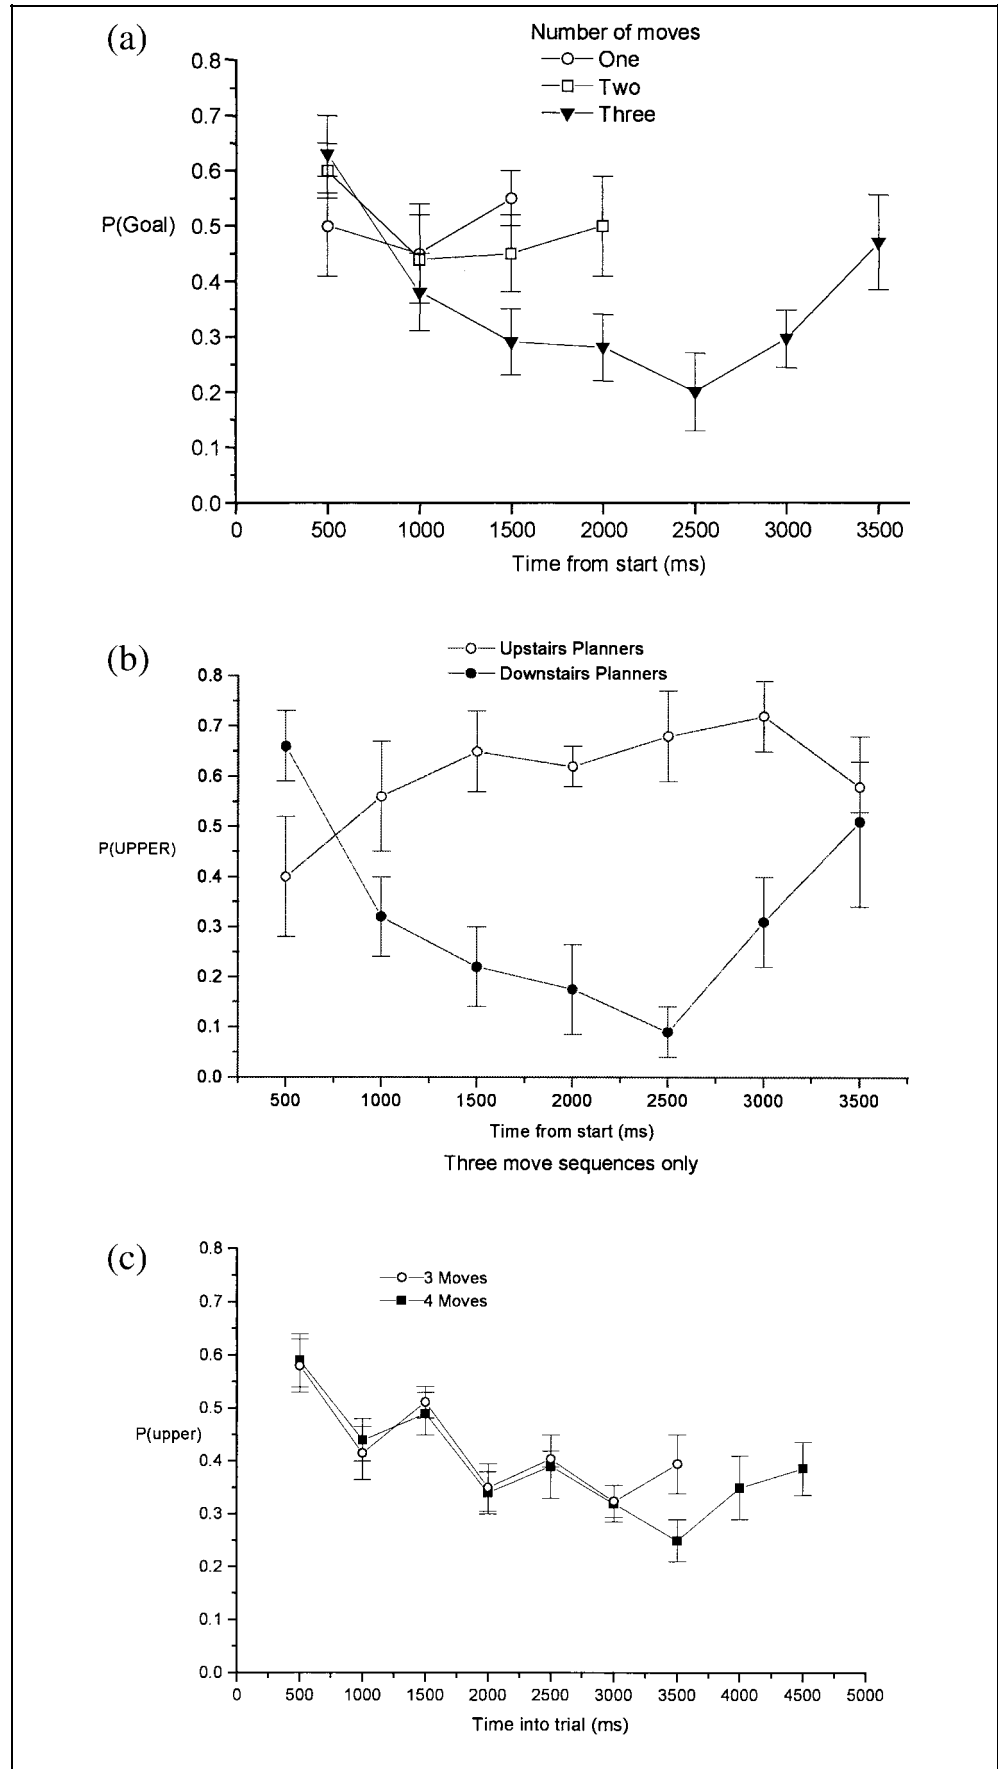 (a)
Number of moves
One
Two
Three
0.8
0.7
0.6
P(Goal)
0.5
0.4
0.3
0.2
0.1
0.0
0 500 1000 1500 2000 2500 3000 3500
Time from start (ms)
(b)
Upstairs Planners
Downstairs Planners
0.8
0.7
0.6
0.5
P(UPPER)
0.4
0.3
0.2
0.1
0.0
500 1000 1500 2000 2500 3000 3500
Time from start (ms)
Three move sequences only
(c)
0.8
3 Moves
4 Moves
0.7
0.6
0.5
P(upper)
0.4
0.3
0.2
0.1
0.0
0 500 1000 1500 2000 2500 3000 3500 4000 4500 5000
Time into trial (ms)